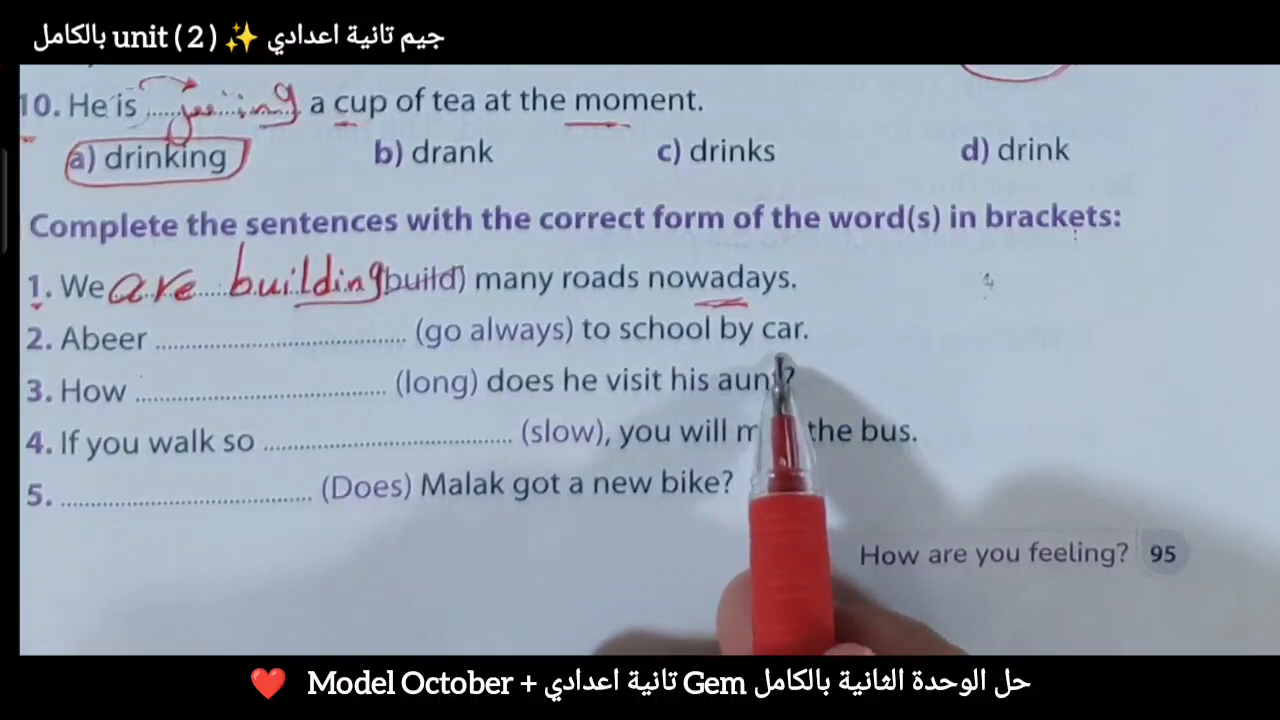 جيم تانية اعدادي ✨ unit ( 2 ) بالكامل
10. He is ............ing a cup of tea at the moment.
a) drinking b) drank c) drinks d) drink
Complete the sentences with the correct form of the word(s) in brackets:
1. We are building build) many roads nowadays.
2. Abeer ........................................ (go always) to school by car.
3. How ........................................ (long) does he visit his aunt?
4. If you walk so ........................................ (slow), you will the bus.
5. ........................................ (Does) Malak got a new bike?
How are you feeling? 95
حل الوحدة الثانية بالكامل Gem تانية اعدادي + Model October ❤️